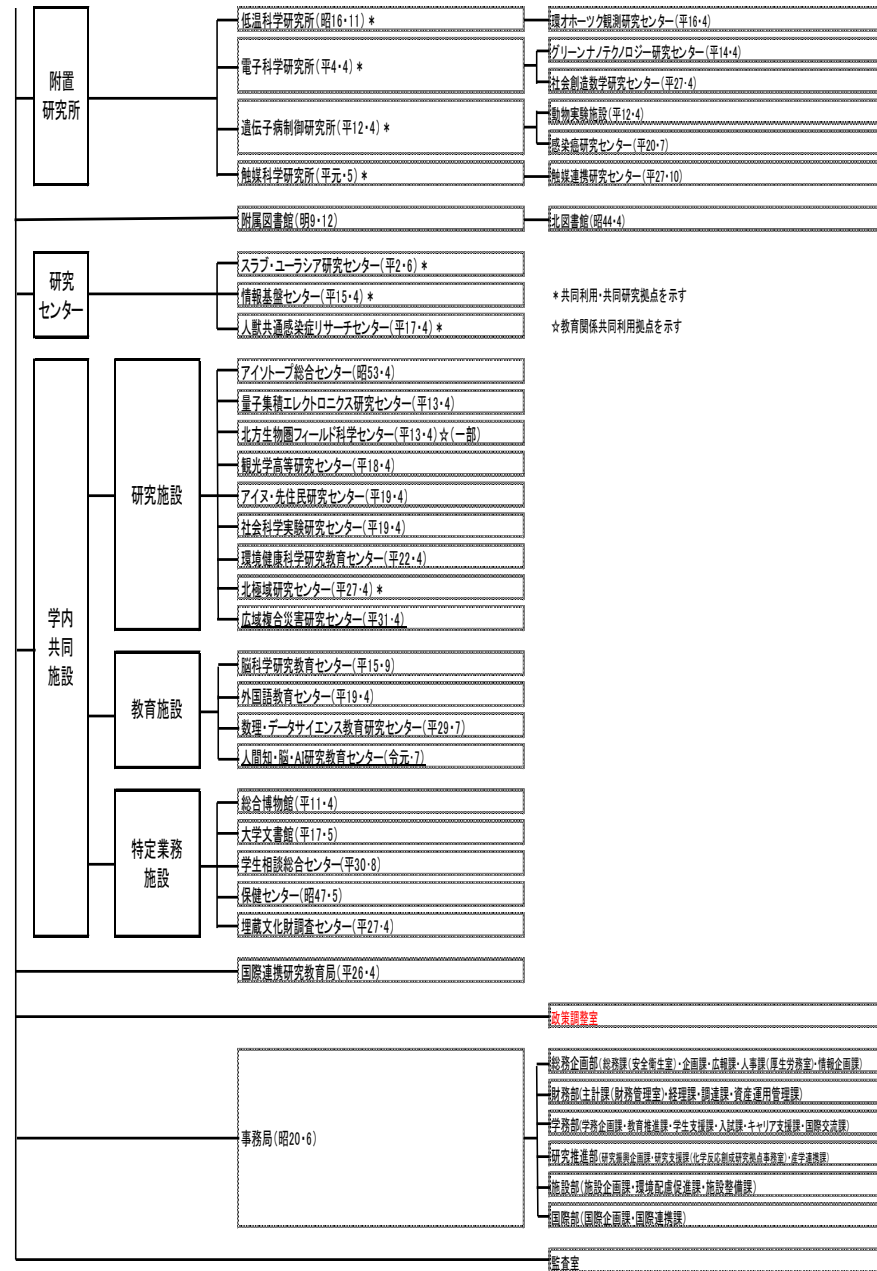 附置
研究所
低温科学研究所(昭16・11)＊
環オホーツク観測研究センター(平16・4)
電子科学研究所(平4・4)＊
グリーンナノテクノロジー研究センター(平14・4)
社会創造数学研究センター(平27・4)
遺伝子病制御研究所(平12・4)＊
動物実験施設(平12・4)
感染癌研究センター(平20・7)
触媒科学研究所(平元・5)＊
触媒連携研究センター(平27・10)
附属図書館(明9・12)
北図書館(昭44・4)
研究
センター
スラブ・ユーラシア研究センター(平2・6)＊
情報基盤センター(平15・4)＊
人獣共通感染症リサーチセンター(平17・4)＊
＊共同利用・共同研究拠点を示す
☆教育関係共同利用拠点を示す
学内
共同
施設
研究施設
アイソトープ総合センター(昭53・4)
量子集積エレクトロニクス研究センター(平13・4)
北方生物圏フィールド科学センター(平13・4)☆(一部)
観光学高等研究センター(平18・4)
アイヌ・先住民研究センター(平19・4)
社会科学実験研究センター(平19・4)
環境健康科学研究教育センター(平22・4)
北極域研究センター(平27・4)＊
広域複合災害研究センター(平31・4)
教育施設
脳科学研究教育センター(平15・9)
外国語教育センター(平19・4)
数理・データサイエンス教育研究センター(平29・7)
人間知・脳・AI研究教育センター(令元・7)
特定業務
施設
総合博物館(平11・4)
大学文書館(平17・5)
学生相談総合センター(平30・8)
保健センター(昭47・5)
埋蔵文化財調査センター(平27・4)
国際連携研究教育局(平26・4)
政策調整室
事務局(昭20・6)
総務企画部(総務課(安全衛生室)・企画課・広報課・人事課(厚生労務室)・情報企画課)
財務部(主計課(財務管理室)・経理課・調達課・資産運用管理課)
学務部(学務企画課・教育推進課・学生支援課・入試課・キャリア支援課・国際交流課)
研究推進部(研究振興企画課・研究支援課(化学反応創成研究拠点事務室)・産学連携課)
施設部(施設企画課・環境配慮促進課・施設整備課)
国際部(国際企画課・国際連携課)
監査室